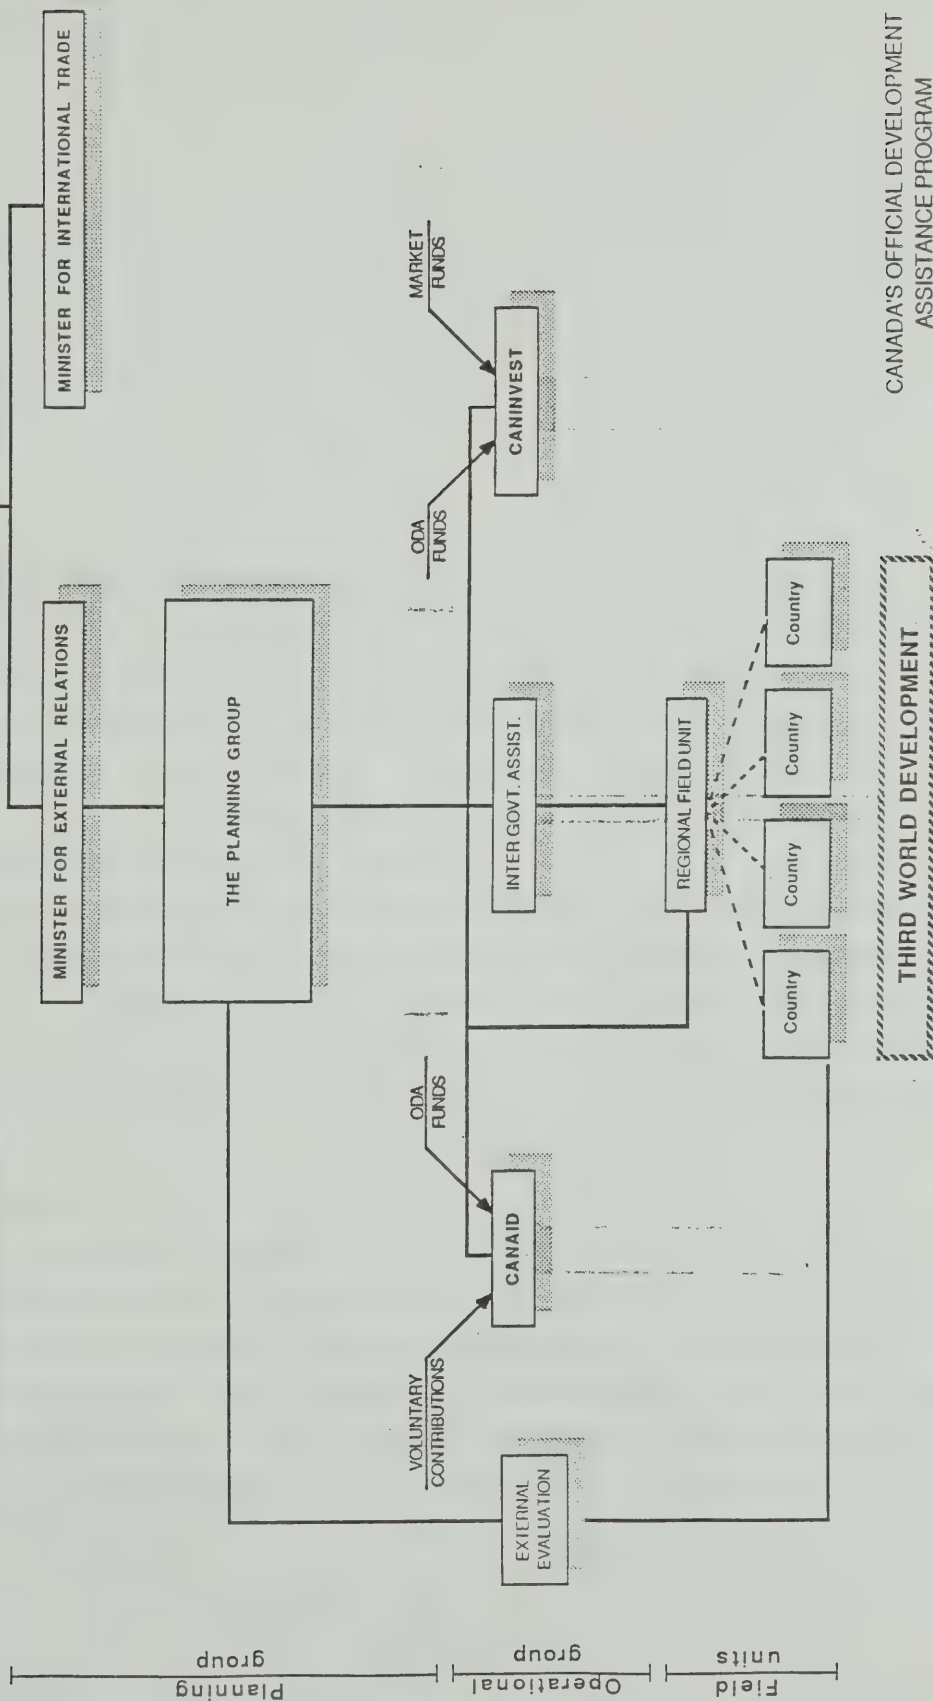 MINISTER FOR EXTERNAL RELATIONS
MINISTER FOR INTERNATIONAL TRADE
THE PLANNING GROUP
VOLUNTARY
CONTRIBUTIONS
ODA
FUNDS
ODA
FUNDS
MARKET
FUNDS
EXTERNAL
EVALUATION
CANAID
INTER GOVT. ASSIST.
CANINVEST
REGIONAL FIELD UNIT
Country
Country
Country
Country
THIRD WORLD DEVELOPMENT
Planning
group
Operational
group
Field
units
CANADA'S OFFICIAL DEVELOPMENT
ASSISTANCE PROGRAM